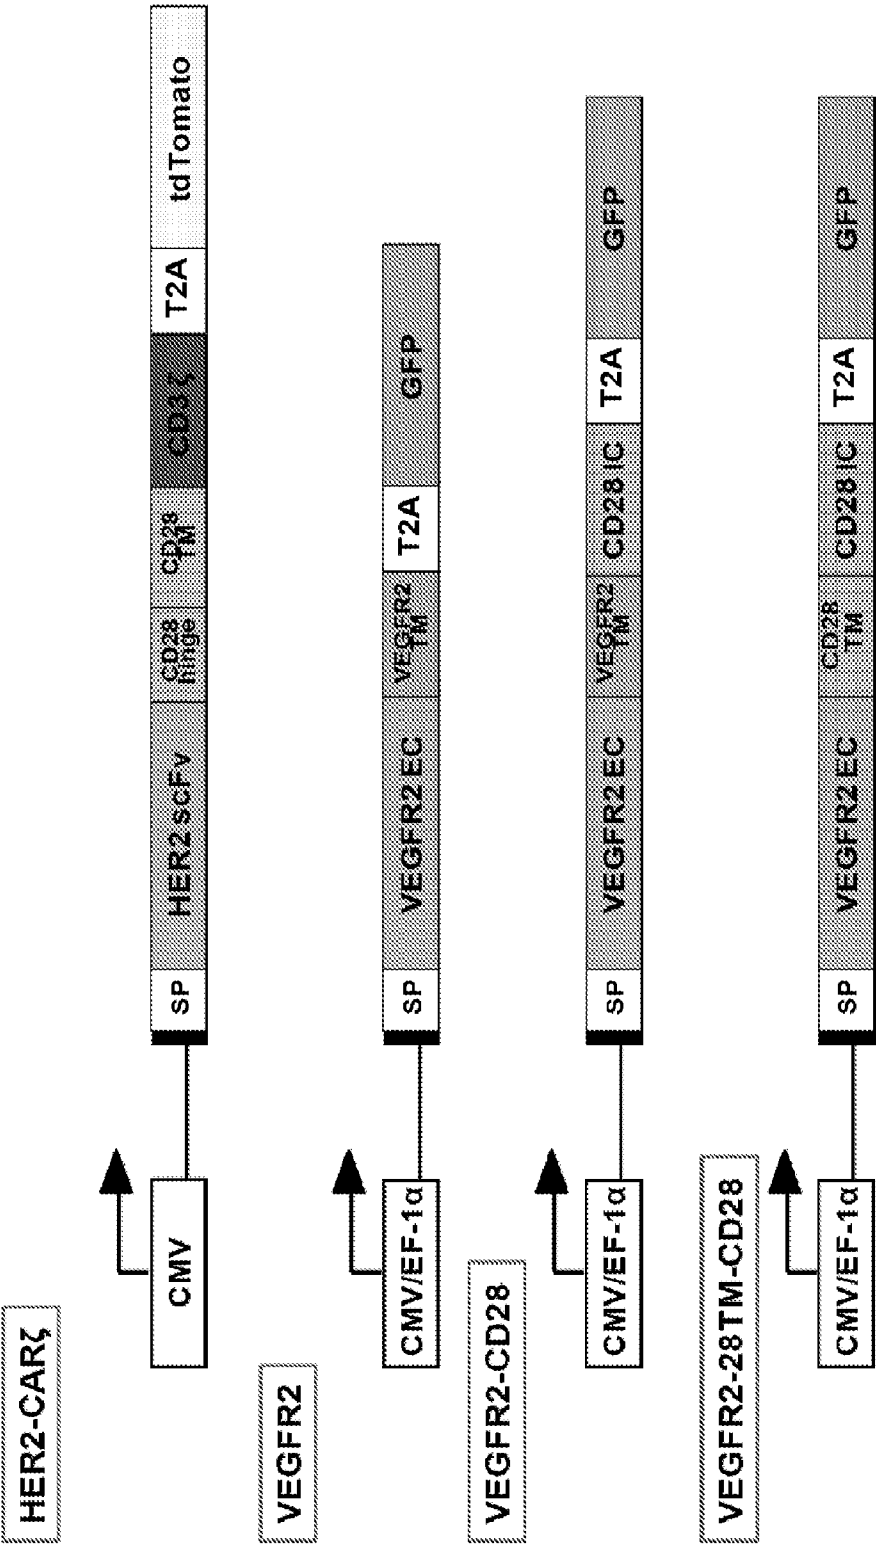 HER2-CARζ
CMV
SP
HER2 scFv
CD28
hinge
CD28
TM
CD3 ζ
T2A
tdTomato
VEGFR2
CMV/EF-1α
SP
VEGFR2 EC
VEGFR2
TM
T2A
GFP
VEGFR2-CD28
CMV/EF-1α
SP
VEGFR2 EC
VEGFR2
TM
CD28 IC
T2A
GFP
VEGFR2-28TM-CD28
CMV/EF-1α
SP
VEGFR2 EC
CD28
TM
CD28 IC
T2A
GFP